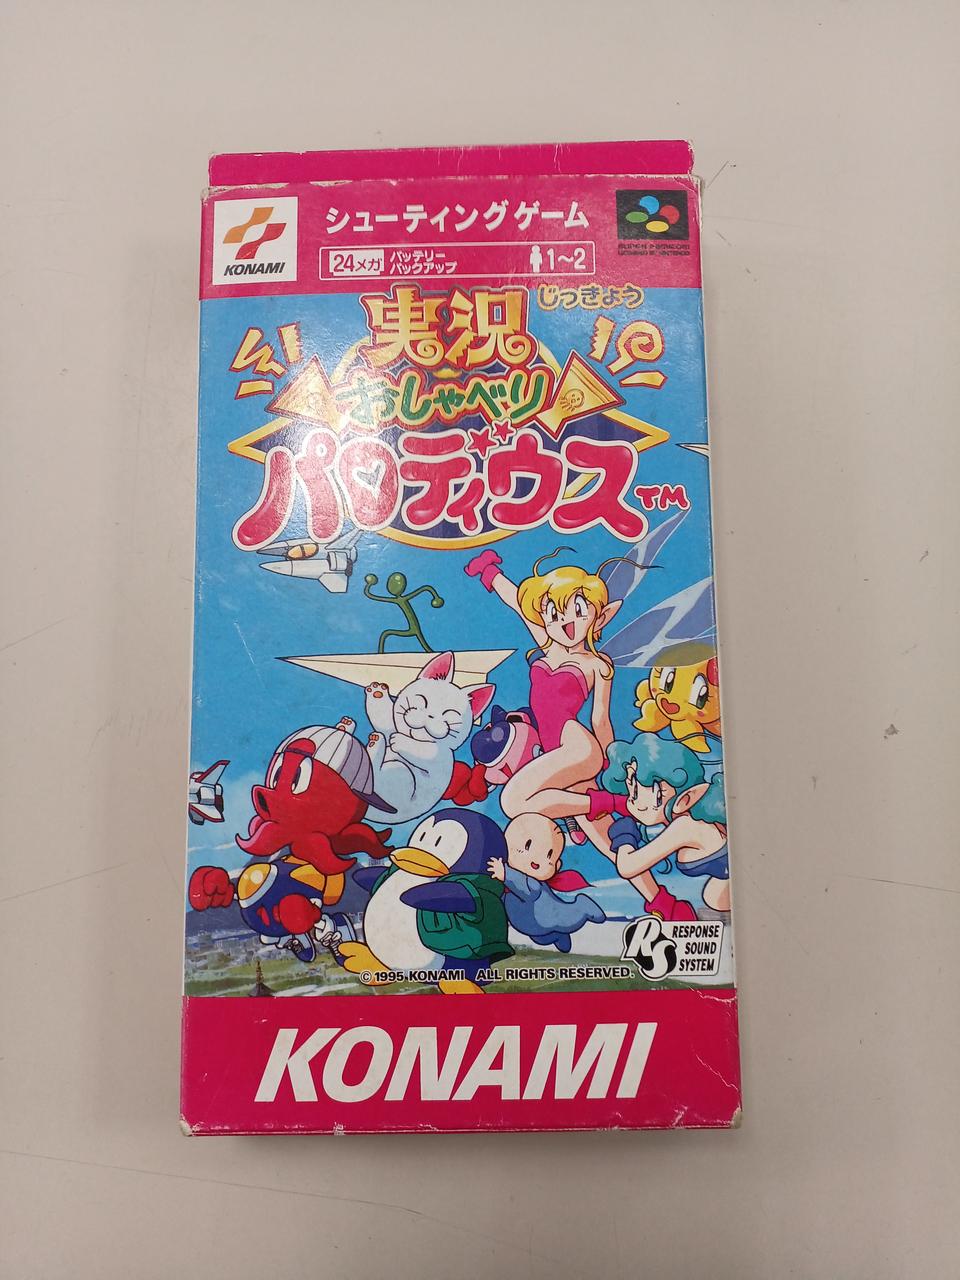 KONAMI
シューティングゲーム
24メガ
バッテリー
バックアップ
1~2
SUPER FAMICOM
じっきょう
実況
おしゃべり
パロディウス
TM
RESPONSE
SOUND
SYSTEM
RS
© 1995 KONAMI ALL RIGHTS RESERVED.
KONAMI